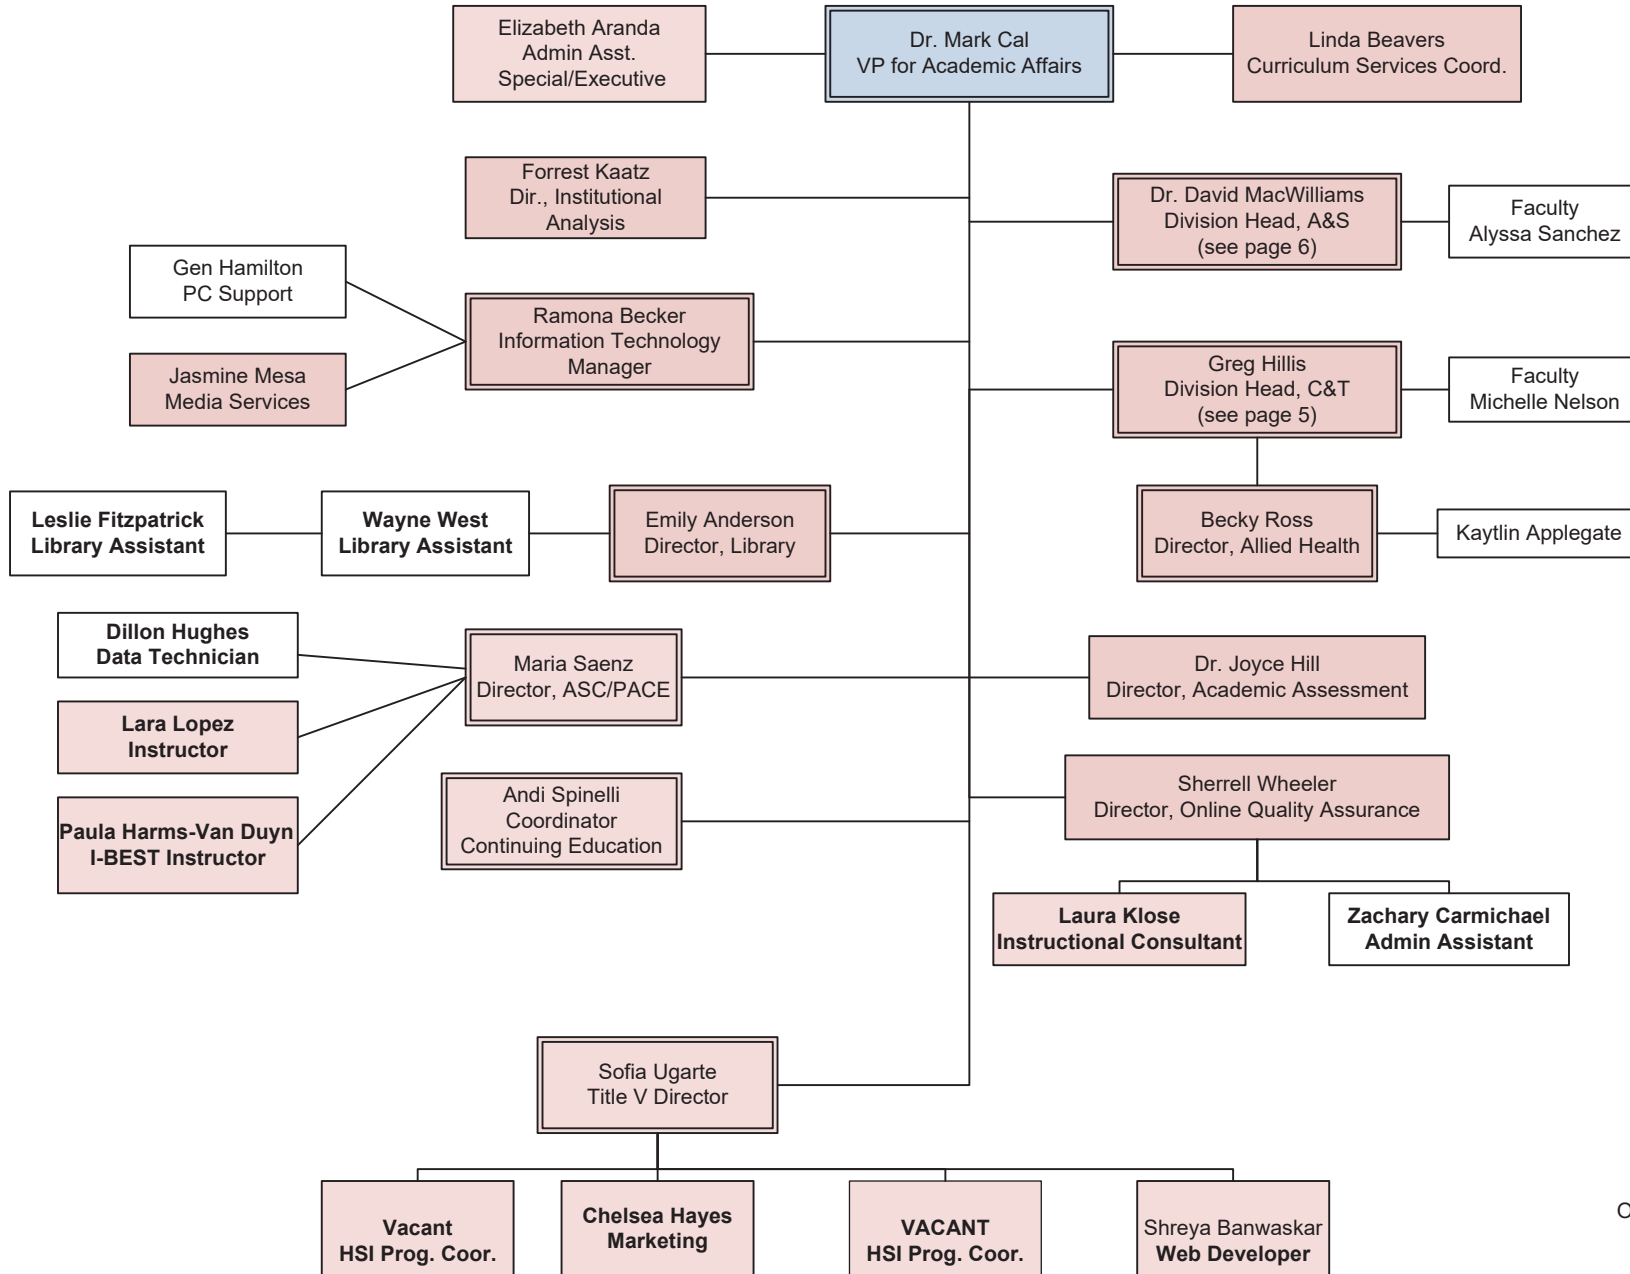 Elizabeth Aranda
Admin Asst.
Special/Executive
Dr. Mark Cal
VP for Academic Affairs
Linda Beavers
Curriculum Services Coord.
Forrest Kaatz
Dir., Institutional
Analysis
Dr. David MacWilliams
Division Head, A&S
(see page 6)
Faculty
Alyssa Sanchez
Gen Hamilton
PC Support
Jasmine Mesa
Media Services
Ramona Becker
Information Technology
Manager
Greg Hillis
Division Head, C&T
(see page 5)
Faculty
Michelle Nelson
Leslie Fitzpatrick
Library Assistant
Wayne West
Library Assistant
Emily Anderson
Director, Library
Becky Ross
Director, Allied Health
Kaytlin Applegate
Dillon Hughes
Data Technician
Lara Lopez
Instructor
Paula Harms-Van Duyn
I-BEST Instructor
Maria Saenz
Director, ASC/PACE
Dr. Joyce Hill
Director, Academic Assessment
Andi Spinelli
Coordinator
Continuing Education
Sherrell Wheeler
Director, Online Quality Assurance
Laura Klose
Instructional Consultant
Zachary Carmichael
Admin Assistant
Sofia Ugarte
Title V Director
Vacant
HSI Prog. Coor.
Chelsea Hayes
Marketing
VACANT
HSI Prog. Coor.
Shreya Banwaskar
Web Developer